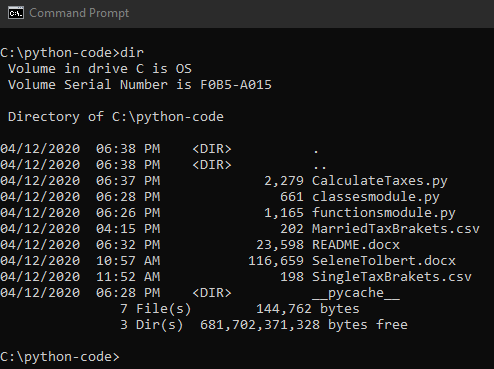 Command Prompt
C:\python-code>dir
 Volume in drive C is OS
 Volume Serial Number is F0B5-A015
 Directory of C:\python-code
04/12/2020  06:38 PM    <DIR>          .
04/12/2020  06:38 PM    <DIR>          ..
04/12/2020  06:37 PM             2,279 CalculateTaxes.py
04/12/2020  06:28 PM               661 classesmodule.py
04/12/2020  06:26 PM             1,165 functionsmodule.py
04/12/2020  04:15 PM               202 MarriedTaxBrakets.csv
04/12/2020  06:32 PM            23,598 README.docx
04/12/2020  10:57 AM           116,659 SeleneTolbert.docx
04/12/2020  11:52 AM               198 SingleTaxBrakets.csv
04/12/2020  06:28 PM    <DIR>          __pycache__
               7 File(s)        144,762 bytes
               3 Dir(s)  681,702,371,328 bytes free
C:\python-code>